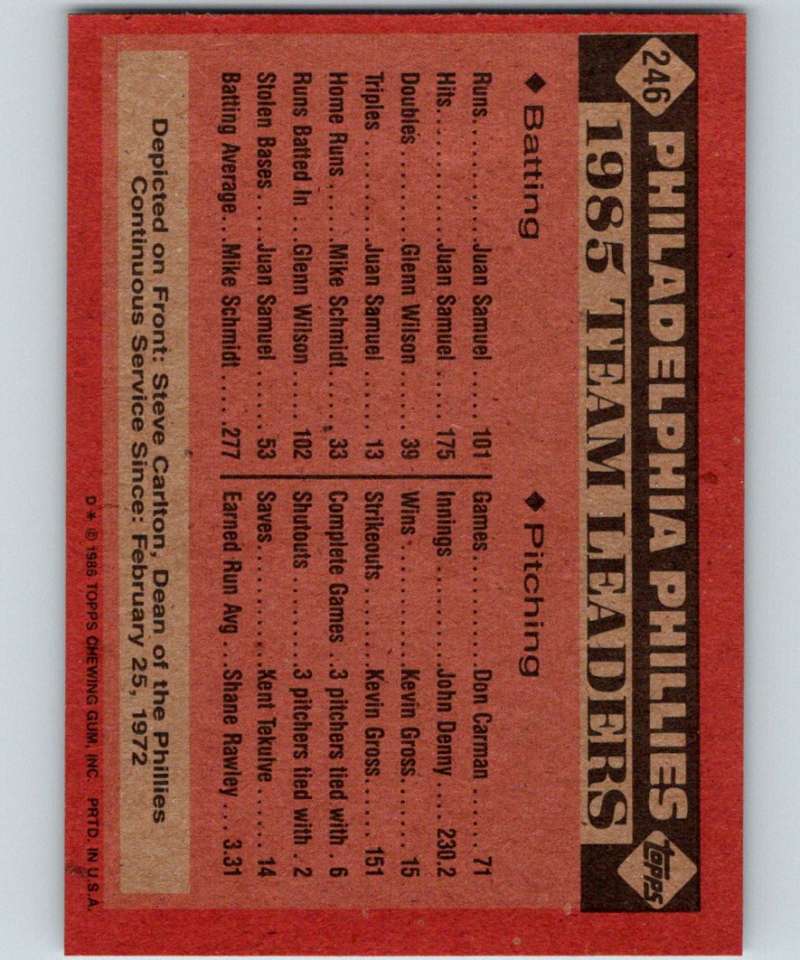 246
PHILADELPHIA PHILLIES
topps
1985 TEAM LEADERS
◆ Batting
Runs..........Juan Samuel ..... 101
Hits...........Juan Samuel ..... 175
Doubles .......Glenn Wilson ..... 39
Triples.........Juan Samuel ...... 13
Home Runs .....Mike Schmidt..... 33
Runs Batted In ...Glenn Wilson .... 102
Stolen Bases ....Juan Samuel ...... 53
Batting Average...Mike Schmidt .... .277
◆ Pitching
Games..........Don Carman ...... 71
Innings .........John Denny .... 230.2
Wins...........Kevin Gross....... 15
Strikeouts .......Kevin Gross...... 151
Complete Games ..3 pitchers tied with . 6
Shutouts ........3 pitchers tied with . 2
Saves...........Kent Tekulve ..... 14
Earned Run Avg ...Shane Rawley ... 3.31
Depicted on Front: Steve Carlton, Dean of the Phillies
Continuous Service Since: February 25, 1972
D* © 1986 TOPPS CHEWING GUM, INC. PRTD. IN U.S.A.